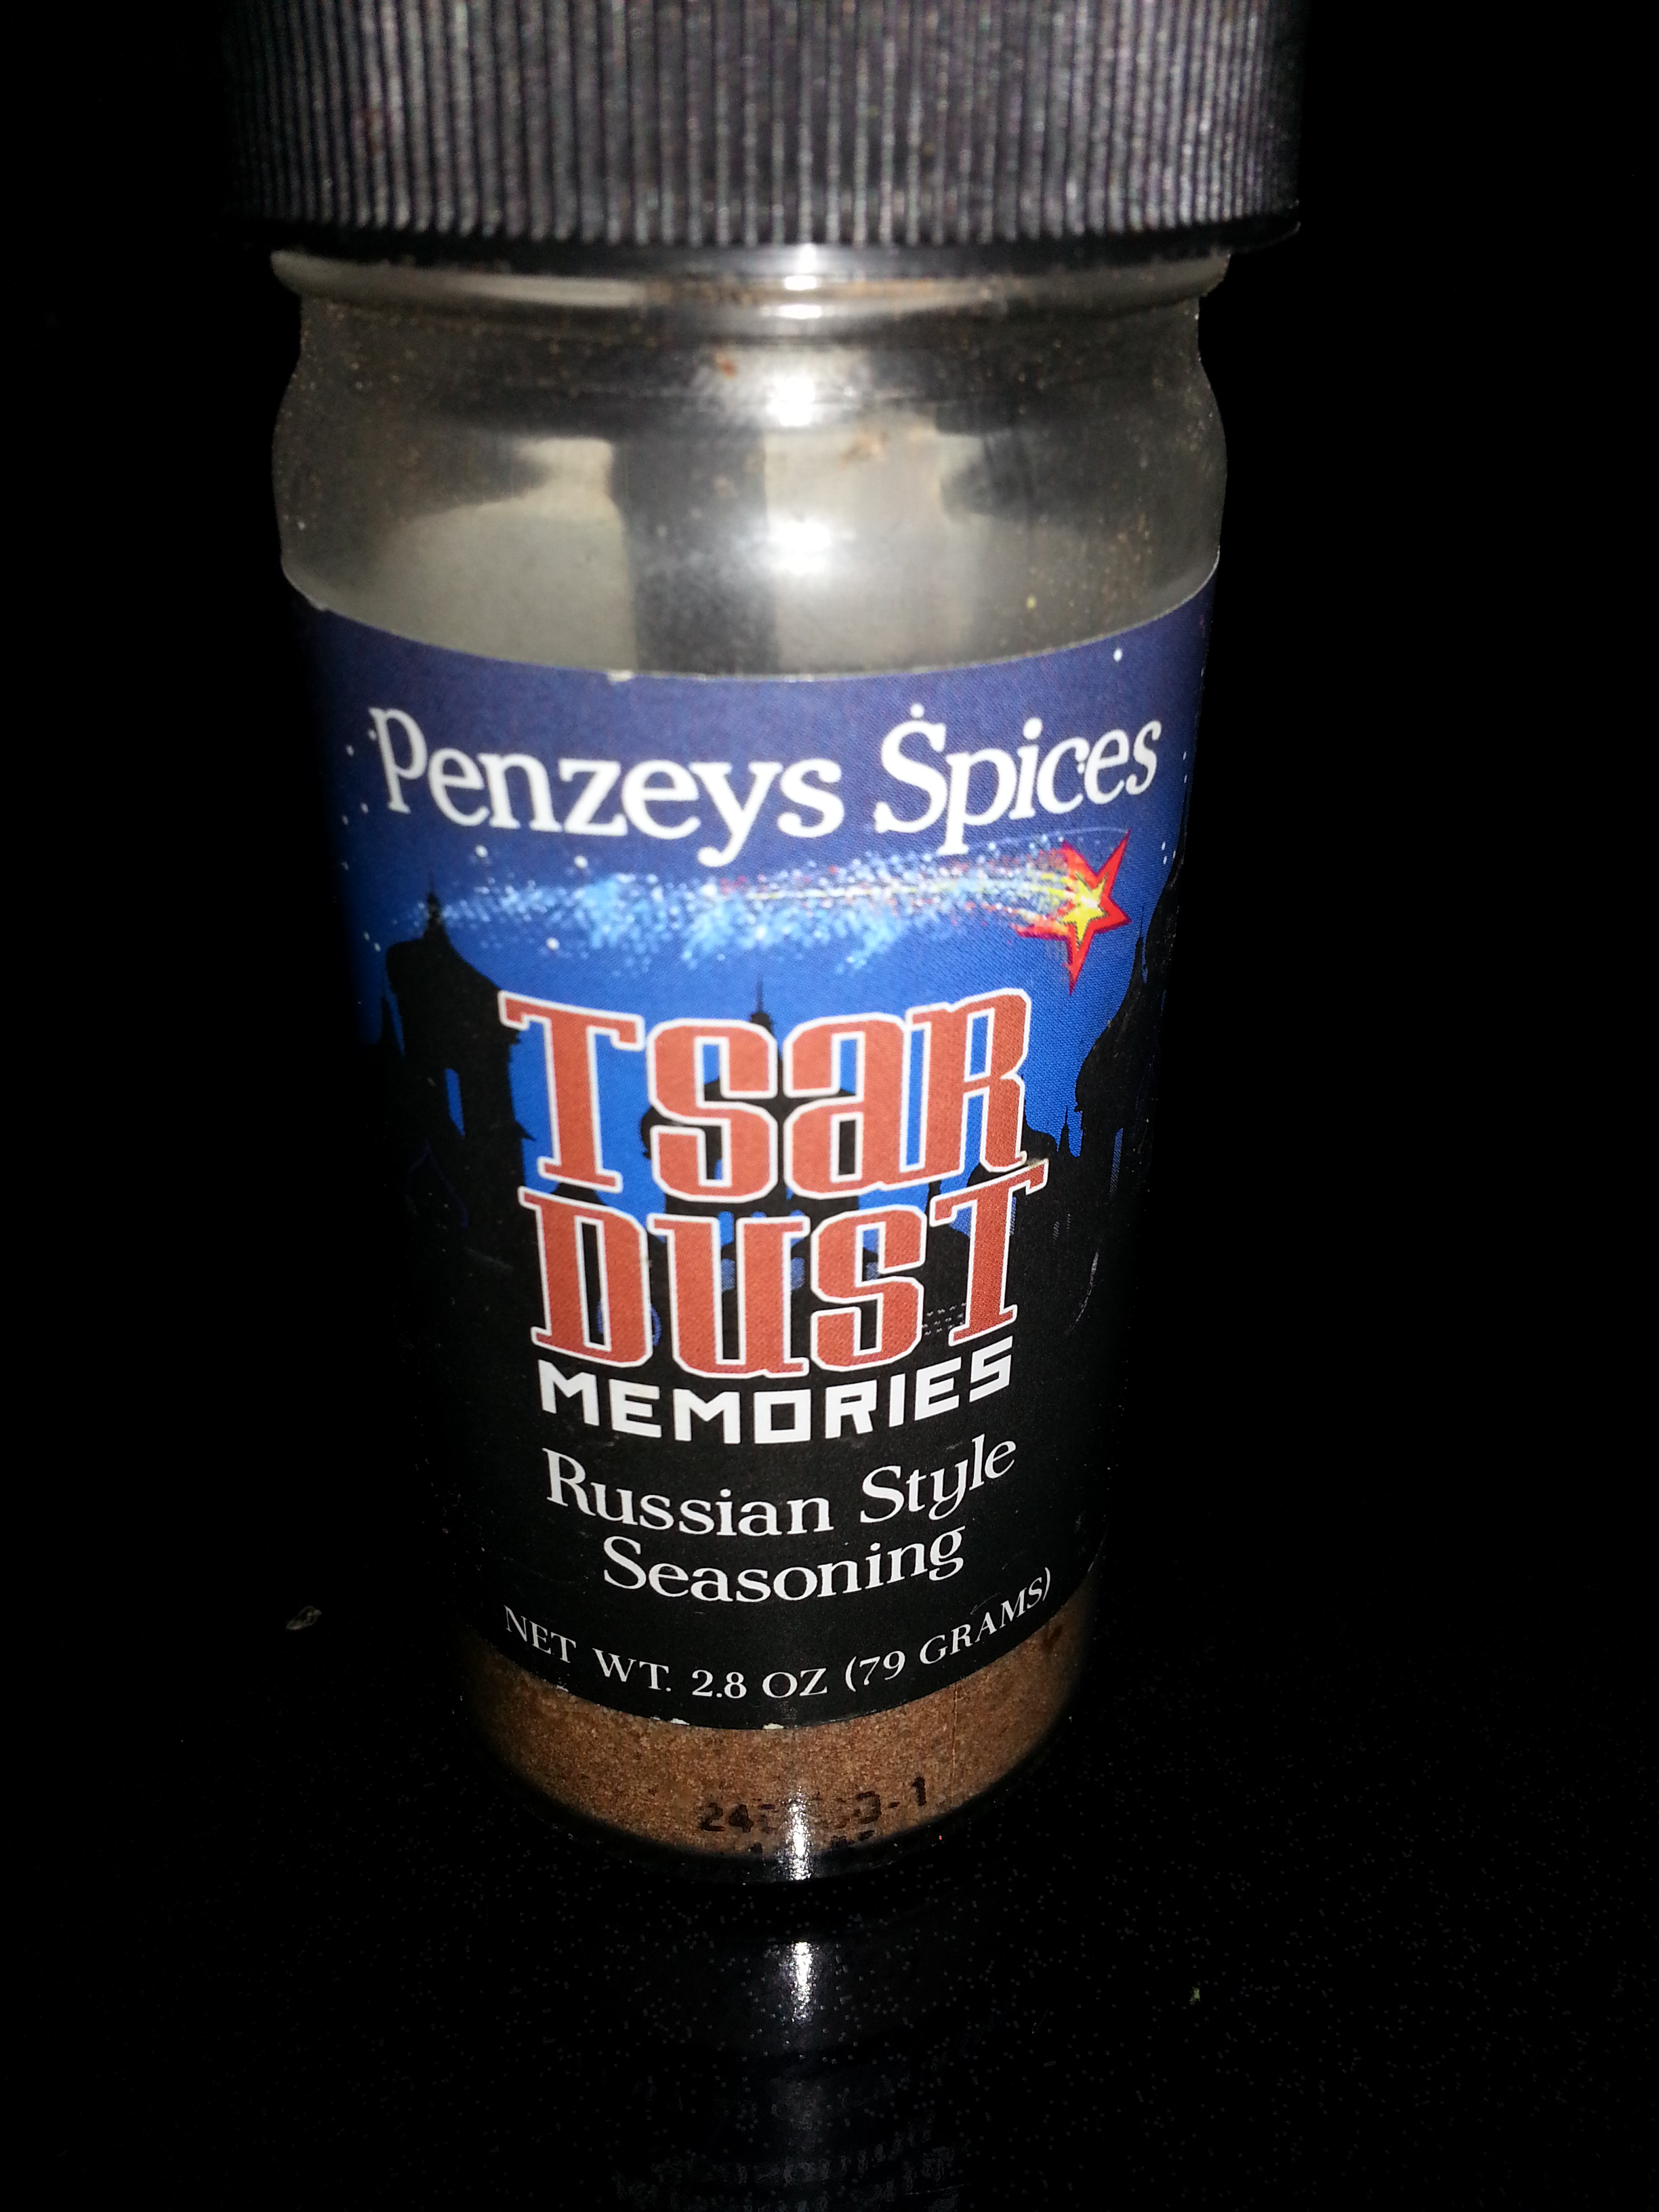 Penzeys Spices
TSAR
DUST
MEMORIES
Russian Style
Seasoning
NET WT. 2.8 OZ (79 GRAMS)